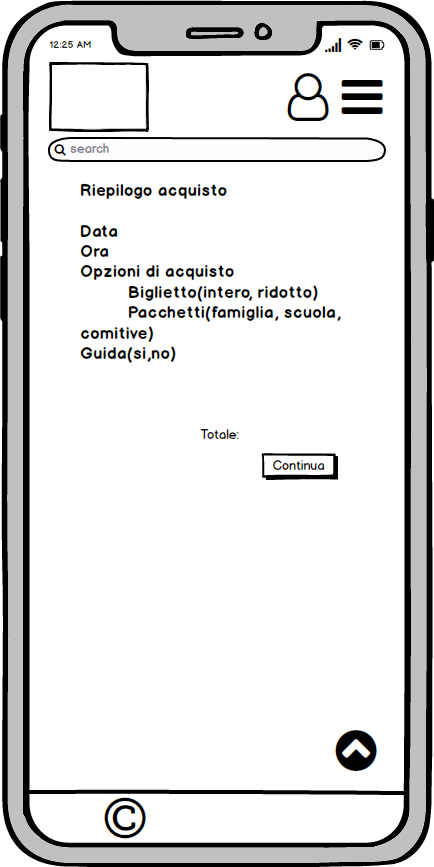 12:25 AM
search
Riepilogo acquisto
Data
Ora
Opzioni di acquisto
Biglietto(intero, ridotto)
Pacchetti(famiglia, scuola,
comitive)
Guida(si,no)
Totale:
Continua
©